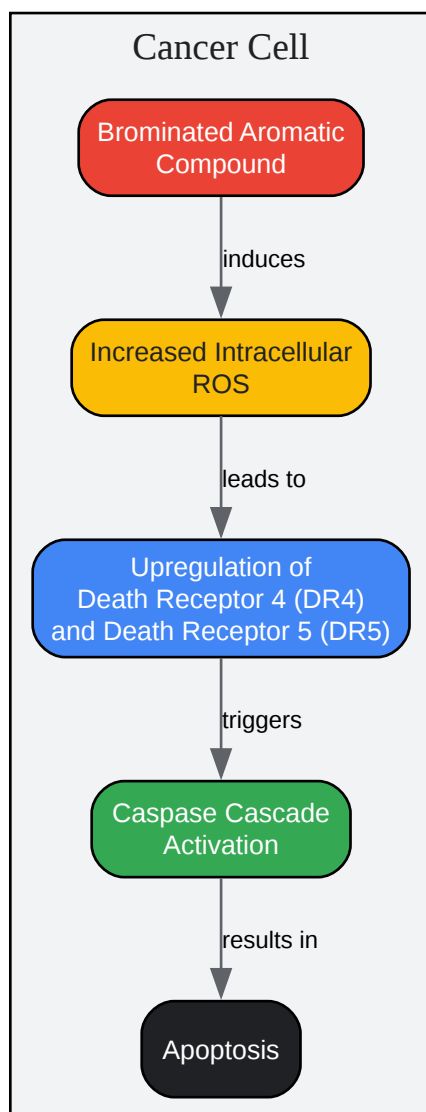 Cancer Cell
Brominated Aromatic
Compound
induces
Increased Intracellular
ROS
leads to
Upregulation of
Death Receptor 4 (DR4)
and Death Receptor 5 (DR5)
triggers
Caspase Cascade
Activation
results in
Apoptosis